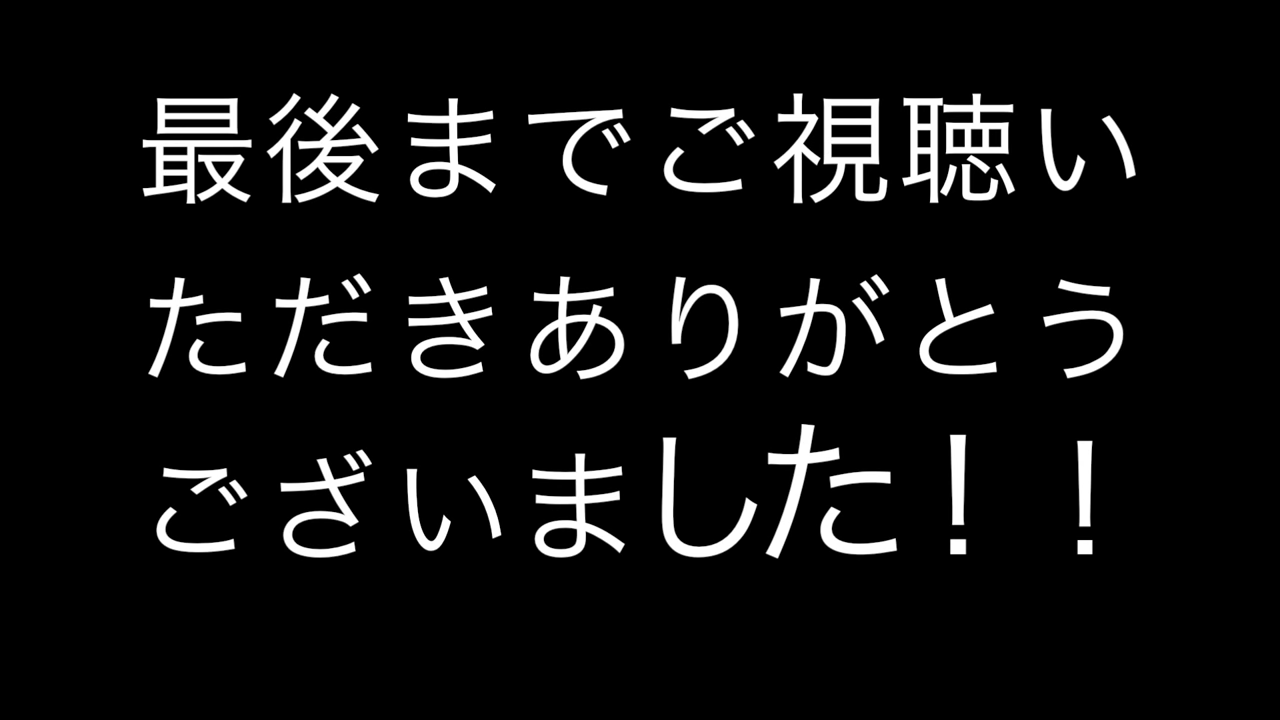 最後までご視聴い
ただきありがとう
ございました！！